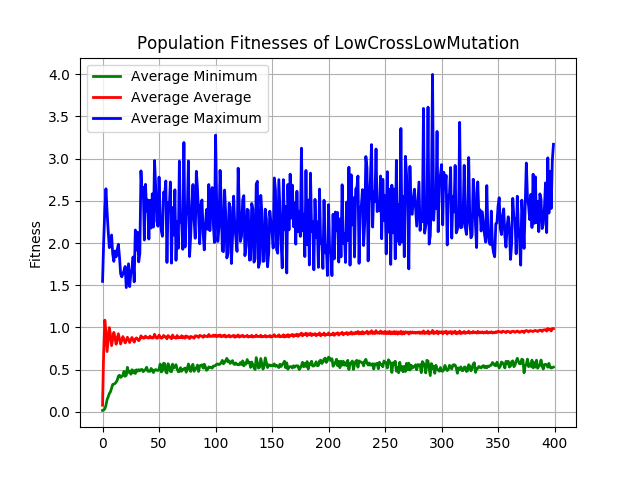 Population Fitnesses of LowCrossLowMutation
Average Minimum
Average Average
Average Maximum
Fitness
4.0
3.5
3.0
2.5
2.0
1.5
1.0
0.5
0.0
0 50 100 150 200 250 300 350 400